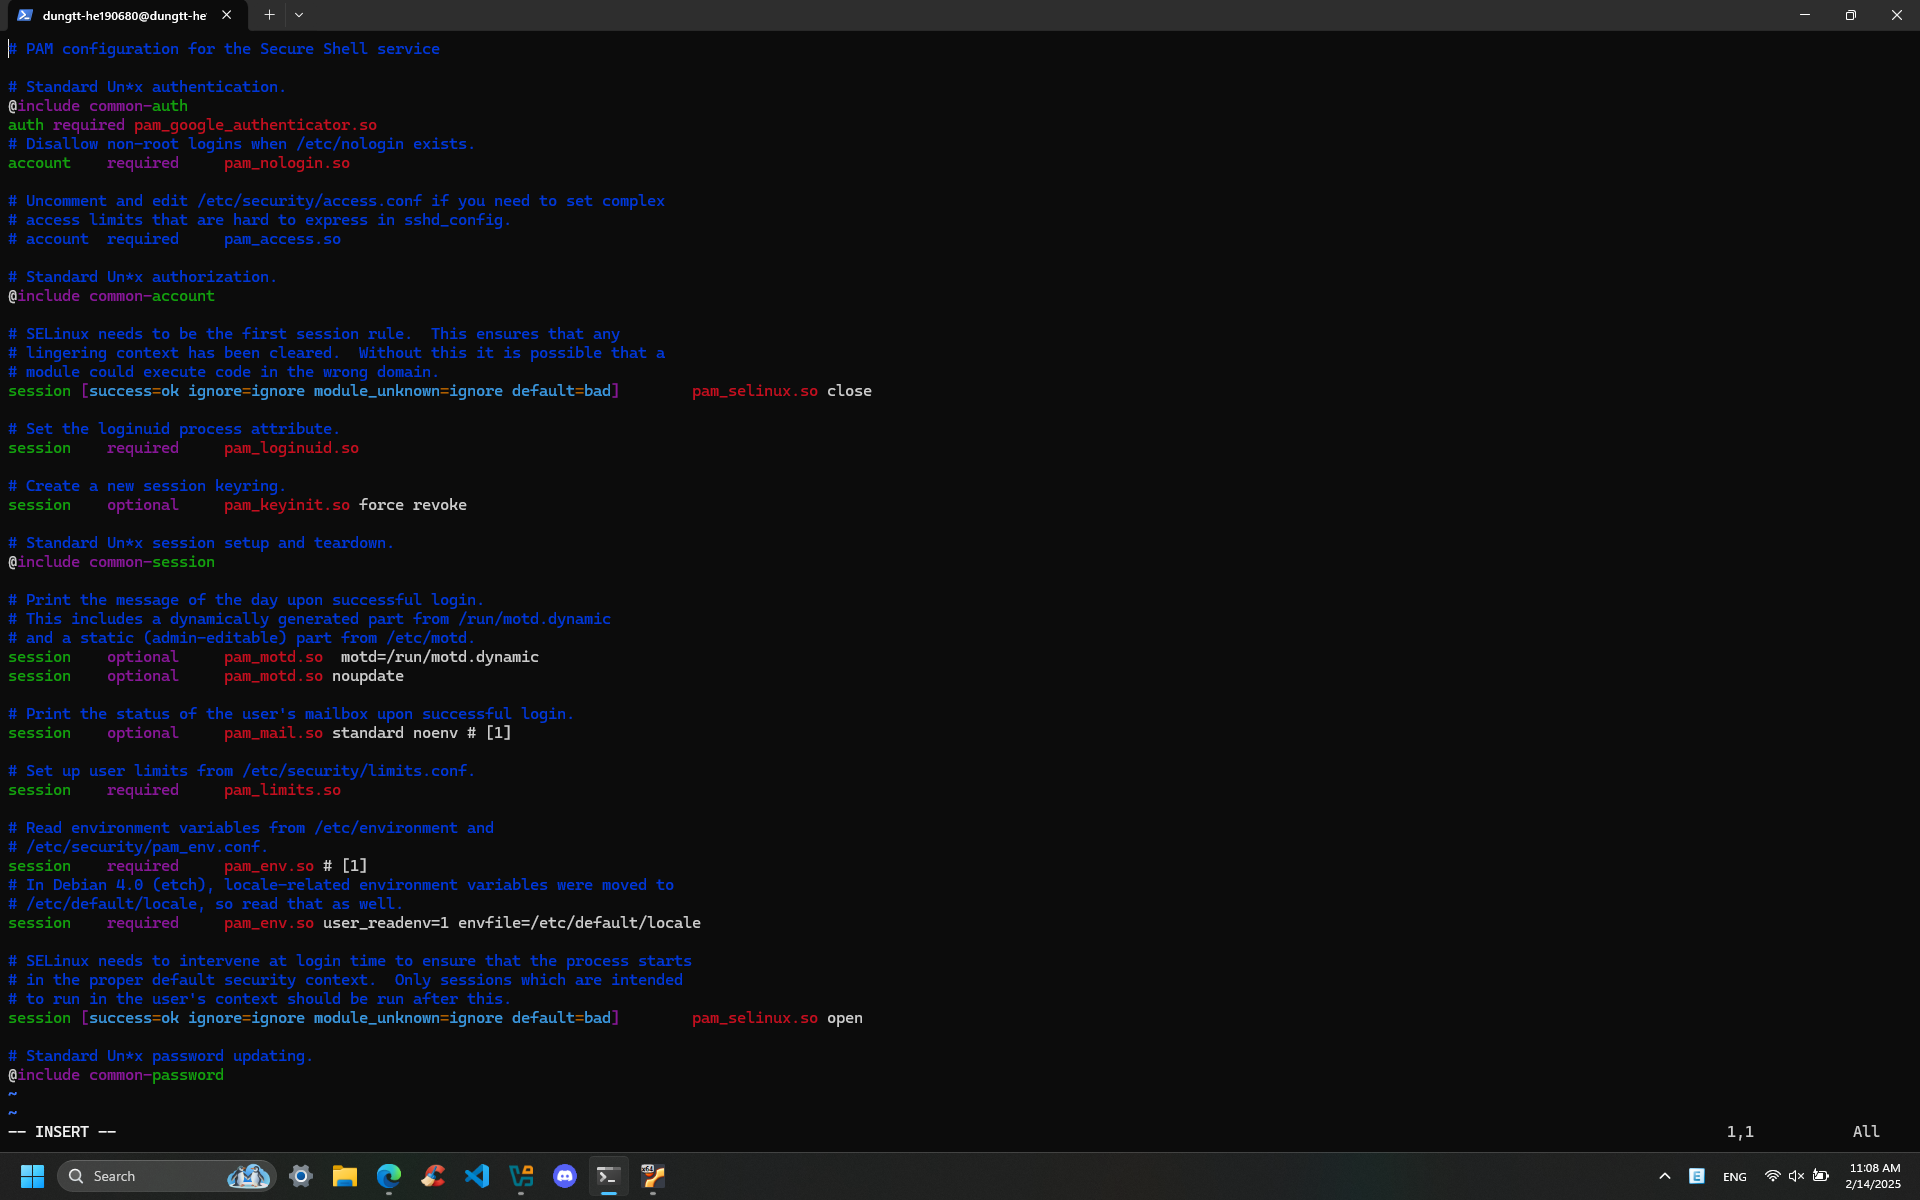 dungtt-he190680@dungtt-he
# PAM configuration for the Secure Shell service
# Standard Un*x authentication.
@include common-auth
auth required pam_google_authenticator.so
# Disallow non-root logins when /etc/nologin exists.
account    required     pam_nologin.so
# Uncomment and edit /etc/security/access.conf if you need to set complex
# access limits that are hard to express in sshd_config.
# account  required     pam_access.so
# Standard Un*x authorization.
@include common-account
# SELinux needs to be the first session rule.  This ensures that any
# lingering context has been cleared.  Without this it is possible that a
# module could execute code in the wrong domain.
session [success=ok ignore=ignore module_unknown=ignore default=bad]        pam_selinux.so close
# Set the loginuid process attribute.
session    required     pam_loginuid.so
# Create a new session keyring.
session    optional     pam_keyinit.so force revoke
# Standard Un*x session setup and teardown.
@include common-session
# Print the message of the day upon successful login.
# This includes a dynamically generated part from /run/motd.dynamic
# and a static (admin-editable) part from /etc/motd.
session    optional     pam_motd.so  motd=/run/motd.dynamic
session    optional     pam_motd.so noupdate
# Print the status of the user's mailbox upon successful login.
session    optional     pam_mail.so standard noenv # [1]
# Set up user limits from /etc/security/limits.conf.
session    required     pam_limits.so
# Read environment variables from /etc/environment and
# /etc/security/pam_env.conf.
session    required     pam_env.so # [1]
# In Debian 4.0 (etch), locale-related environment variables were moved to
# /etc/default/locale, so read that as well.
session    required     pam_env.so user_readenv=1 envfile=/etc/default/locale
# SELinux needs to intervene at login time to ensure that the process starts
# in the proper default security context.  Only sessions which are intended
# to run in the user's context should be run after this.
session [success=ok ignore=ignore module_unknown=ignore default=bad]        pam_selinux.so open
# Standard Un*x password updating.
@include common-password
~
~
-- INSERT --    1,1    All
Search    ENG    11:08 AM
2/14/2025